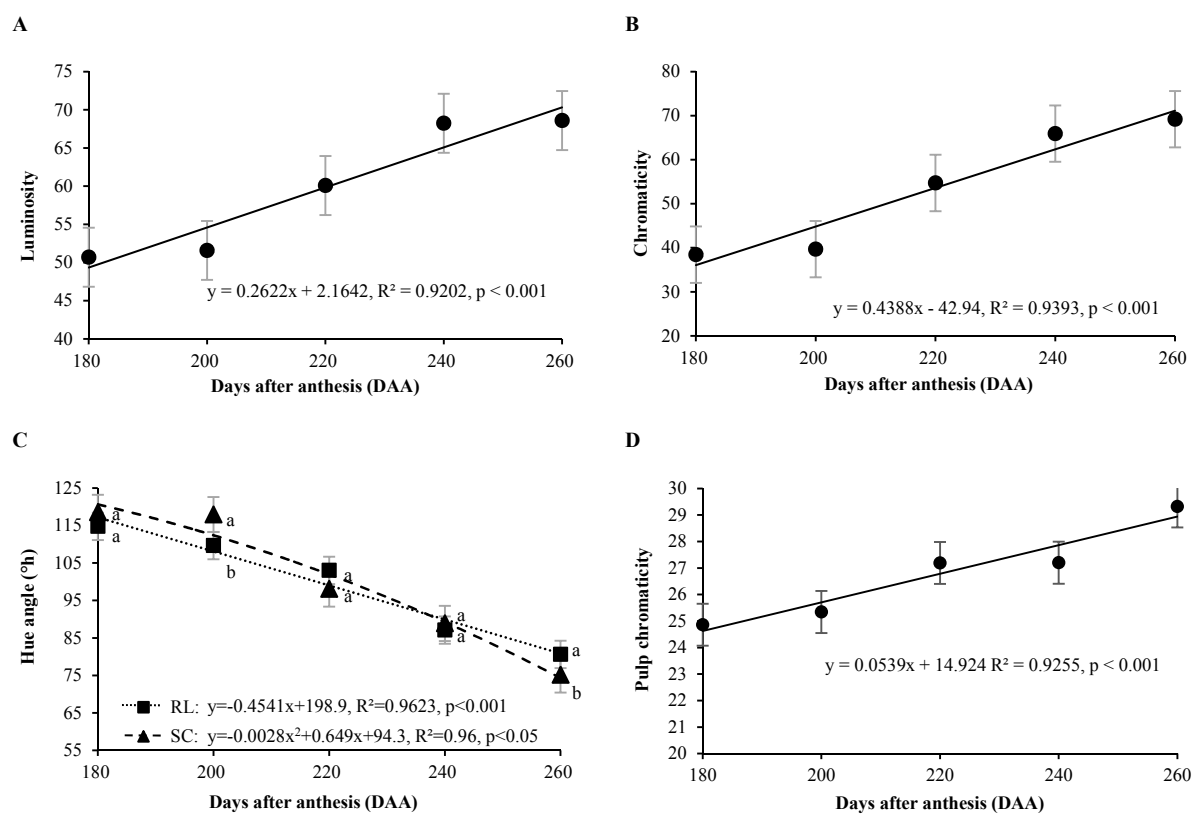 A
75
70
65
60
55
50
45
40
Luminosity
y = 0.2622x + 2.1642, R² = 0.9202, p < 0.001
180 200 220 240 260
Days after anthesis (DAA)
B
80
70
60
50
40
30
20
Chromaticity
y = 0.4388x - 42.94, R² = 0.9393, p < 0.001
180 200 220 240 260
Days after anthesis (DAA)
C
125
115
105
95
85
75
65
55
Hue angle (°h)
a
a
a
b
a
a
a
a
a
b
RL: y=-0.4541x+198.9, R²=0.9623, p<0.001
SC: y=-0.0028x²+0.649x+94.3, R²=0.96, p<0.05
180 200 220 240 260
Days after anthesis (DAA)
D
30
29
28
27
26
25
24
23
22
21
20
Pulp chromaticity
y = 0.0539x + 14.924 R² = 0.9255, p < 0.001
180 200 220 240 260
Days after anthesis (DAA)